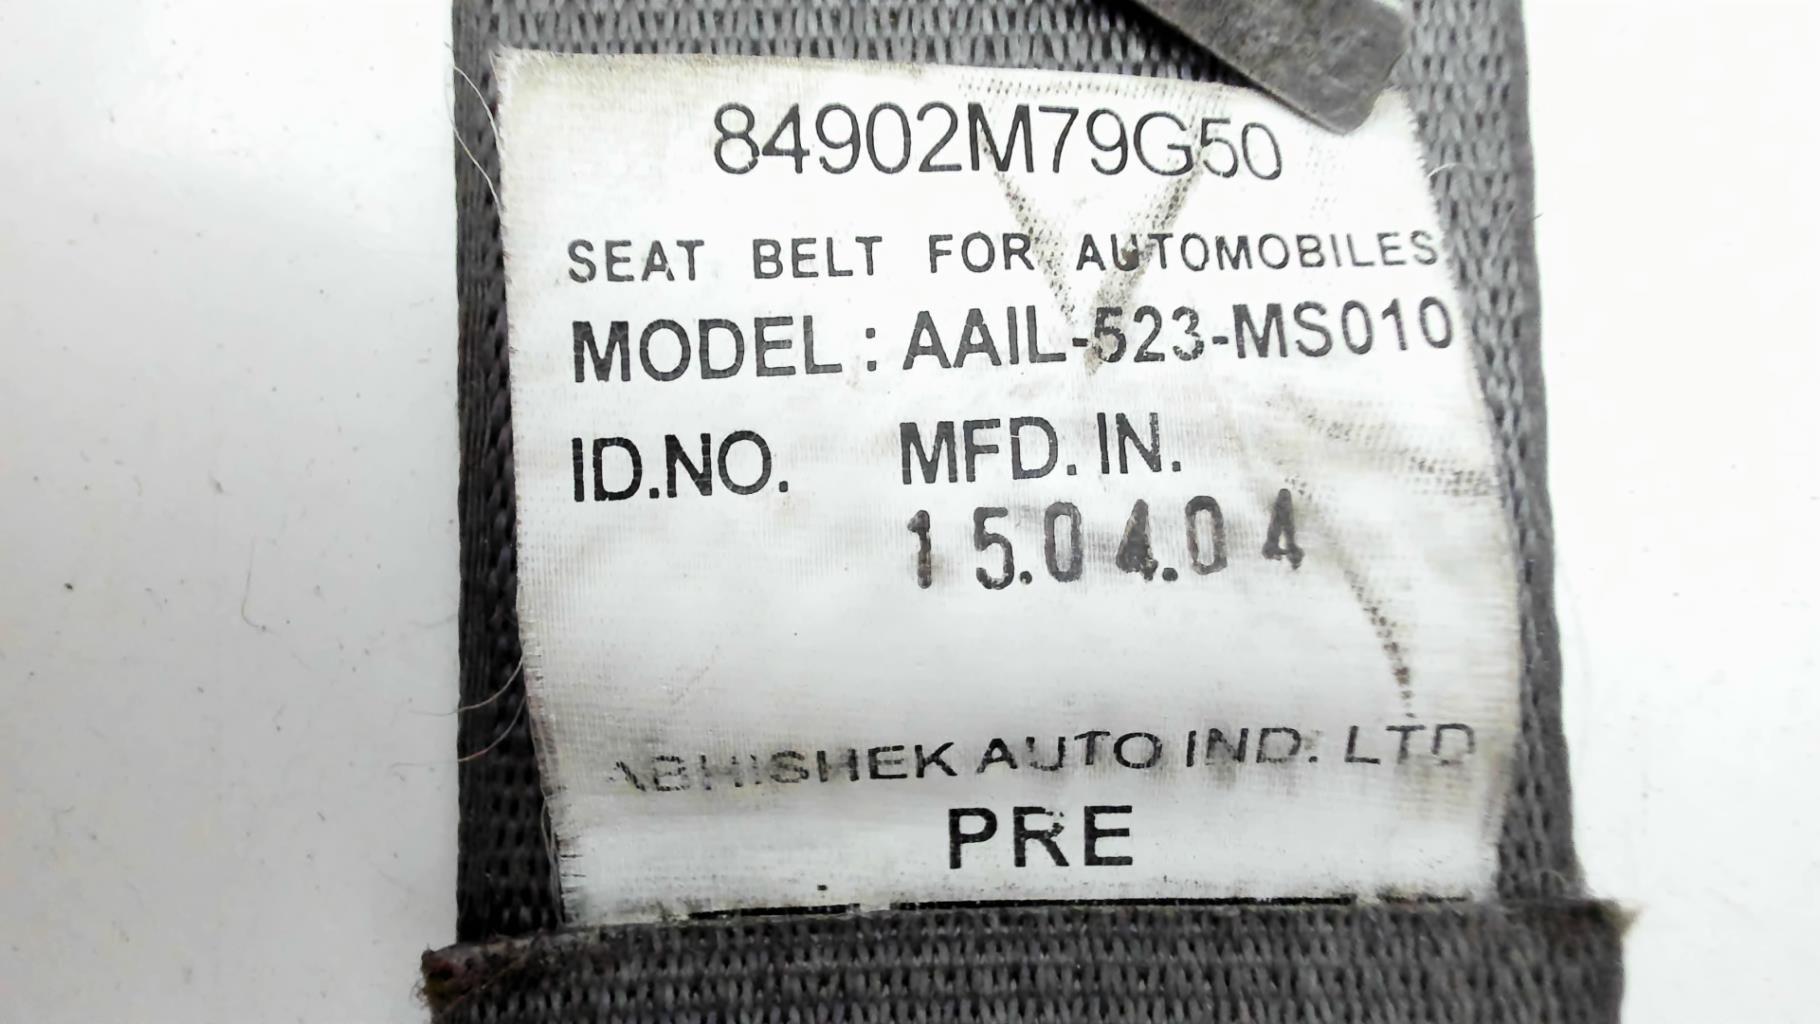 84902M79G50
SEAT BELT FOR AUTOMOBILES
MODEL : AAIL-523-MS010
ID.NO. MFD. IN.
15.04.04
ABHISHEK AUTO IND. LTD
PRE